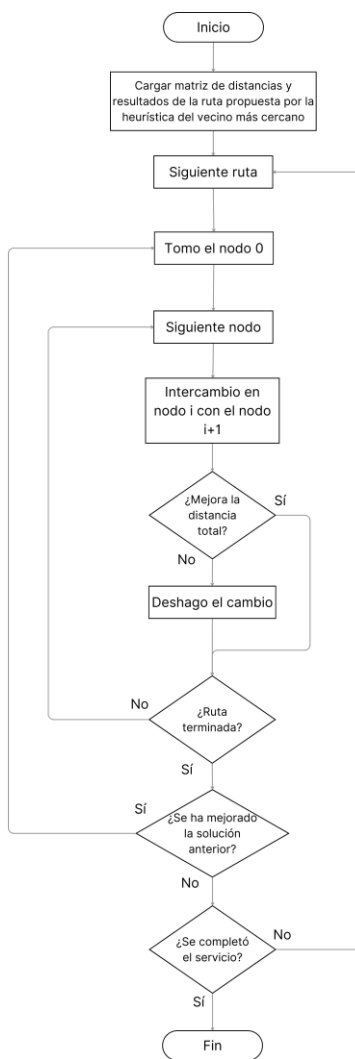 Inicio
Cargar matriz de distancias y
resultados de la ruta propuesta por la
heurística del vecino más cercano
Siguiente ruta
Tomo el nodo 0
Siguiente nodo
Intercambio en
nodo i con el nodo
i+1
¿Mejora la
distancia
total?
Sí
No
Deshago el cambio
¿Ruta
terminada?
No
Sí
¿Se ha mejorado
la solución
anterior?
Sí
No
¿Se completó
el servicio?
No
Sí
Fin